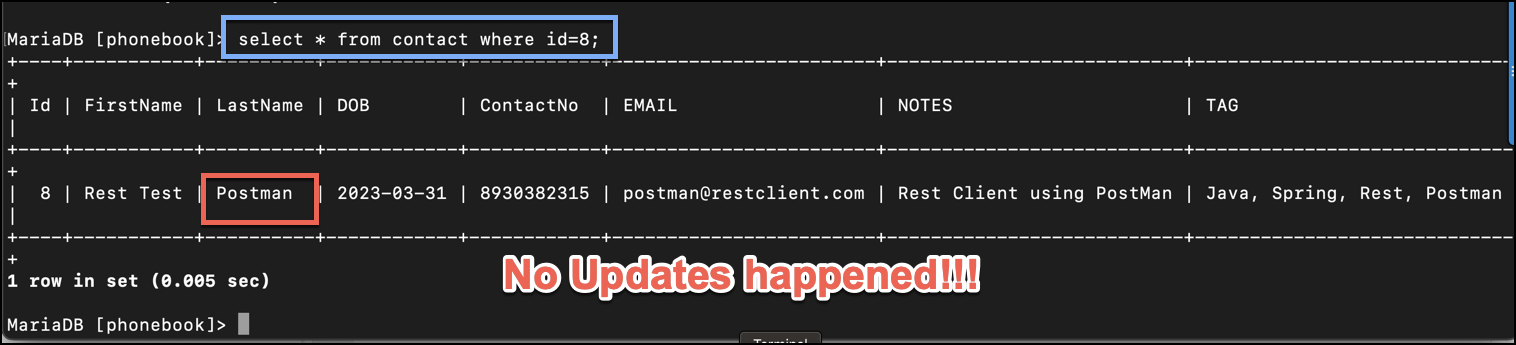 MariaDB [phonebook]> select * from contact where id=8;
+----+-----------+----------+------------+------------+------------------------+---------------------------+-----------------------------
+
| Id | FirstName | LastName | DOB | ContactNo | EMAIL | NOTES | TAG
|
+----+-----------+----------+------------+------------+------------------------+---------------------------+-----------------------------
+
| 8 | Rest Test | Postman | 2023-03-31 | 8930382315 | postman@restclient.com | Rest Client using PostMan | Java, Spring, Rest, Postman
|
+----+-----------+----------+------------+------------+------------------------+---------------------------+-----------------------------
+
1 row in set (0.005 sec)
No Updates happened!!!
MariaDB [phonebook]>
Terminal